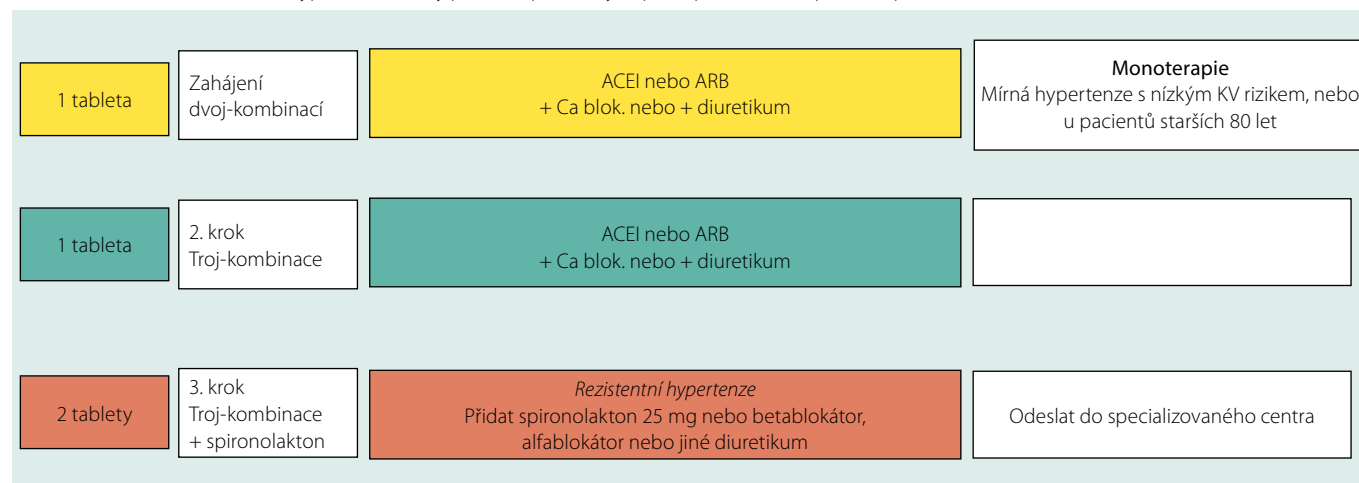 1 tableta
Zahájení
dvoj-kombinací
ACEI nebo ARB
+ Ca blok. nebo + diuretikum
Monoterapie
Mírná hypertenze s nízkým KV rizikem, nebo
u pacientů starších 80 let
1 tableta
2. krok
Troj-kombinace
ACEI nebo ARB
+ Ca blok. nebo + diuretikum
2 tablety
3. krok
Troj-kombinace
+ spironolakton
Rezistentní hypertenze
Přidat spironolakton 25 mg nebo betablokátor,
alfablokátor nebo jiné diuretikum
Odeslat do specializovaného centra